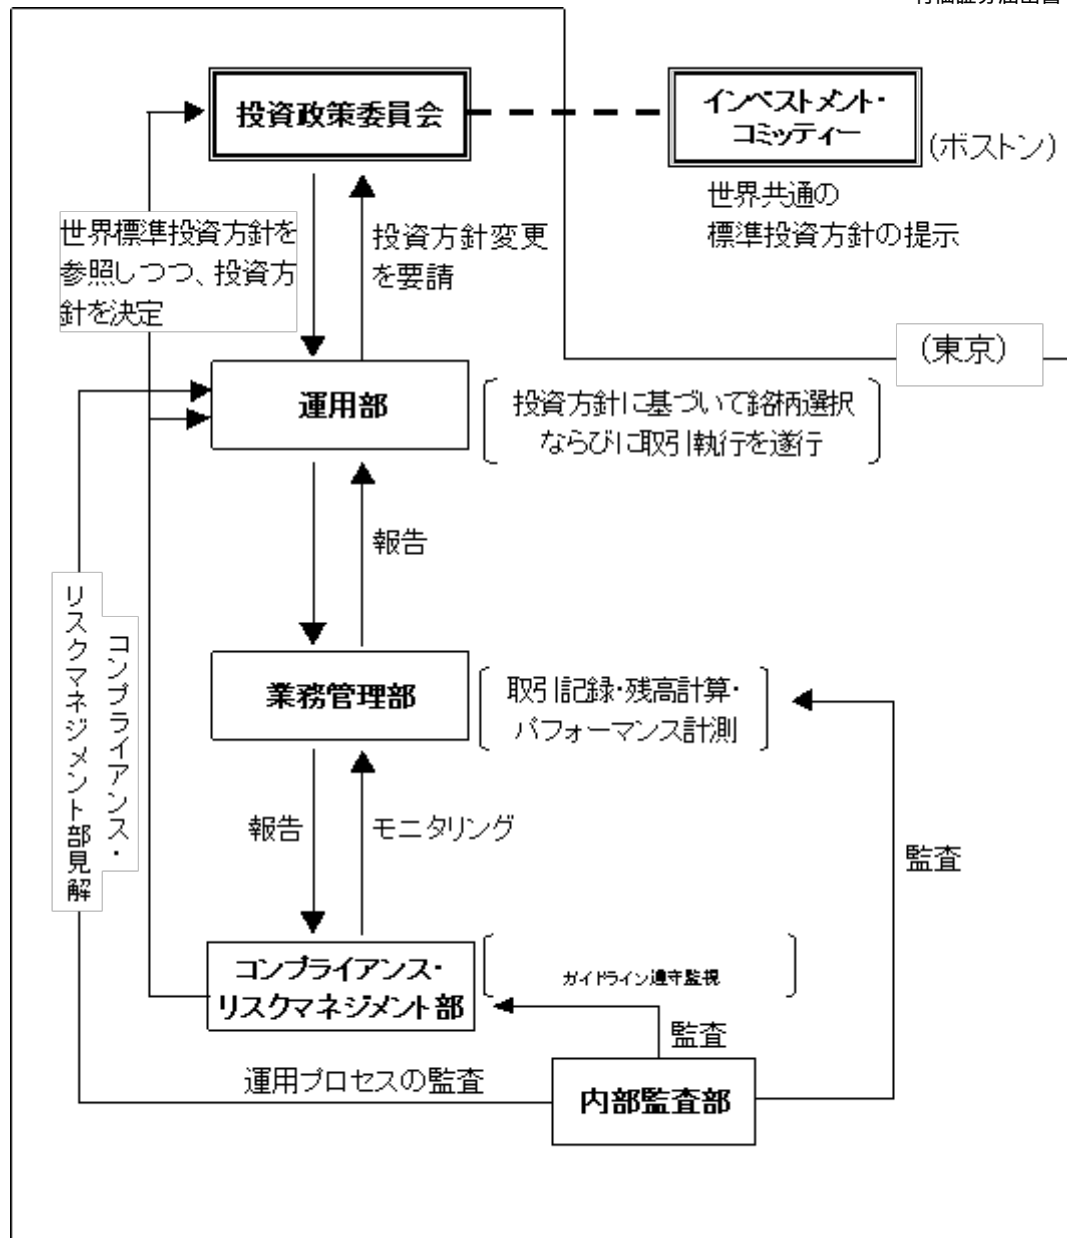 投資政策委員会
インベストメント・
コミッティー
(ボストン)
世界共通の
標準投資方針の提示
世界標準投資方針を
参照しつつ、投資方
針を決定
投資方針変更
を要請
(東京)
運用部
投資方針に基づいて銘柄選択
ならびに取引執行を遂行
報告
リスクマネジメント部見解
コンプライアンス・
業務管理部
取引記録・残高計算・
パフォーマンス計測
報告
モニタリング
監査
コンプライアンス・
リスクマネジメント部
ガイドライン遵守監視
監査
運用プロセスの監査
内部監査部